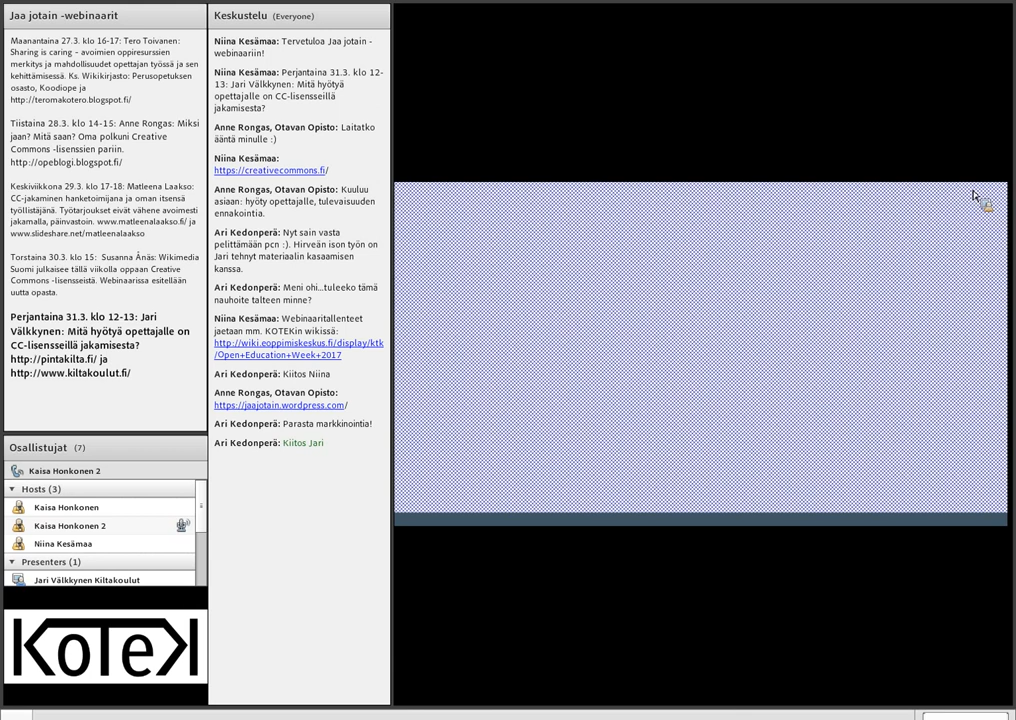 Jaa jotain -webinaarit
Maanantaina 27.3. klo 16-17: Tero Toivanen:
Sharing is caring - avoimien oppiresurssien
merkitys ja mahdollisuudet opettajan työssä ja sen
kehittämisessä. Ks. Wikikirjasto: Perusopetuksen
osasto, Koodiope ja
http://teromakotero.blogspot.fi/
Tiistaina 28.3. klo 14-15: Anne Rongas: Miksi
jaan? Mitä saan? Oma polkuni Creative
Commons -lisenssien pariin.
http://opeblogi.blogspot.fi/
Keskiviikkona 29.3. klo 17-18: Matleena Laakso:
CC-jakaminen hanketoimijana ja oman itsensä
työllistäjänä. Työtarjoukset eivät vähene avoimesti
jakamalla, päinvastoin. www.matleenalaakso.fi/ ja
www.slideshare.net/matleenalaakso
Torstaina 30.3. klo 15: Susanna Ånäs: Wikimedia
Suomi julkaisee tällä viikolla oppaan Creative
Commons -lisensseistä. Webinaarissa esitellään
uutta opasta.
Perjantaina 31.3. klo 12-13: Jari
Välkkynen: Mitä hyötyä opettajalle on
CC-lisensseillä jakamisesta?
http://pintakilta.fi/ ja
http://www.kiltakoulut.fi/
Osallistujat (7)
Kaisa Honkonen 2
Hosts (3)
Kaisa Honkonen
Kaisa Honkonen 2
Niina Kesämaa
Presenters (1)
Jari Välkkynen Kiltakoulut
KoTeK
Keskustelu (Everyone)
Niina Kesämaa: Tervetuloa Jaa jotain -
webinaariin!
Niina Kesämaa: Perjantaina 31.3. klo 12-
13: Jari Välkkynen: Mitä hyötyä
opettajalle on CC-lisensseillä
jakamisesta?
Anne Rongas, Otavan Opisto: Laitatko
ääntä minulle :)
Niina Kesämaa:
https://creativecommons.fi/
Anne Rongas, Otavan Opisto: Kuuluu
asiaan: hyöty opettajalle, tulevaisuuden
ennakointia.
Ari Kedonperä: Nyt sain vasta
pelittämään pcn :). Hirveän ison työn on
Jari tehnyt materiaalin kasaamisen
kanssa.
Ari Kedonperä: Meni ohi...tuleeko tämä
nauhoite talteen minne?
Niina Kesämaa: Webinaaritallenteet
jaetaan mm. KOTEKin wikissä:
http://wiki.eoppimiskeskus.fi/display/ktk
/Open+Education+Week+2017
Ari Kedonperä: Kiitos Niina
Anne Rongas, Otavan Opisto:
https://jaajotain.wordpress.com/
Ari Kedonperä: Parasta markkinointia!
Ari Kedonperä: Kiitos Jari